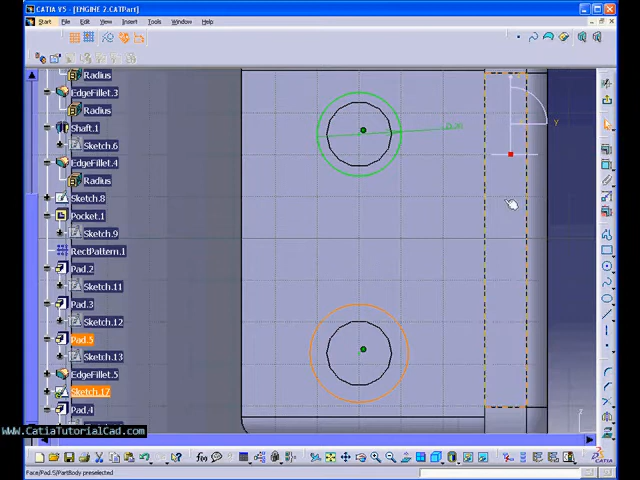 CATIA V5 - [ENGINE 2.CATPart]
Start File Edit View Insert Tools Window Help
Radius
EdgeFillet.3
Radius
Shaft.1
Sketch.6
EdgeFillet.4
Radius
Sketch.8
Pocket.1
Sketch.9
RectPattern.1
Pad.2
Sketch.11
Pad.3
Sketch.12
Pad.5
Sketch.13
EdgeFillet.5
Sketch.17
Pad.4
y
z
www.CatiaTutorialCad.com
f(x)
CATIA
Face/Pad.5/PartBody preselected